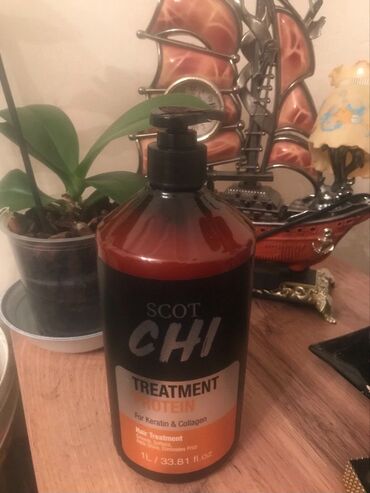 SCOT
CHI
TREATMENT
PROTEIN
For Keratin & Collagen
Hair Treatment
1L / 33.81 fl.oz